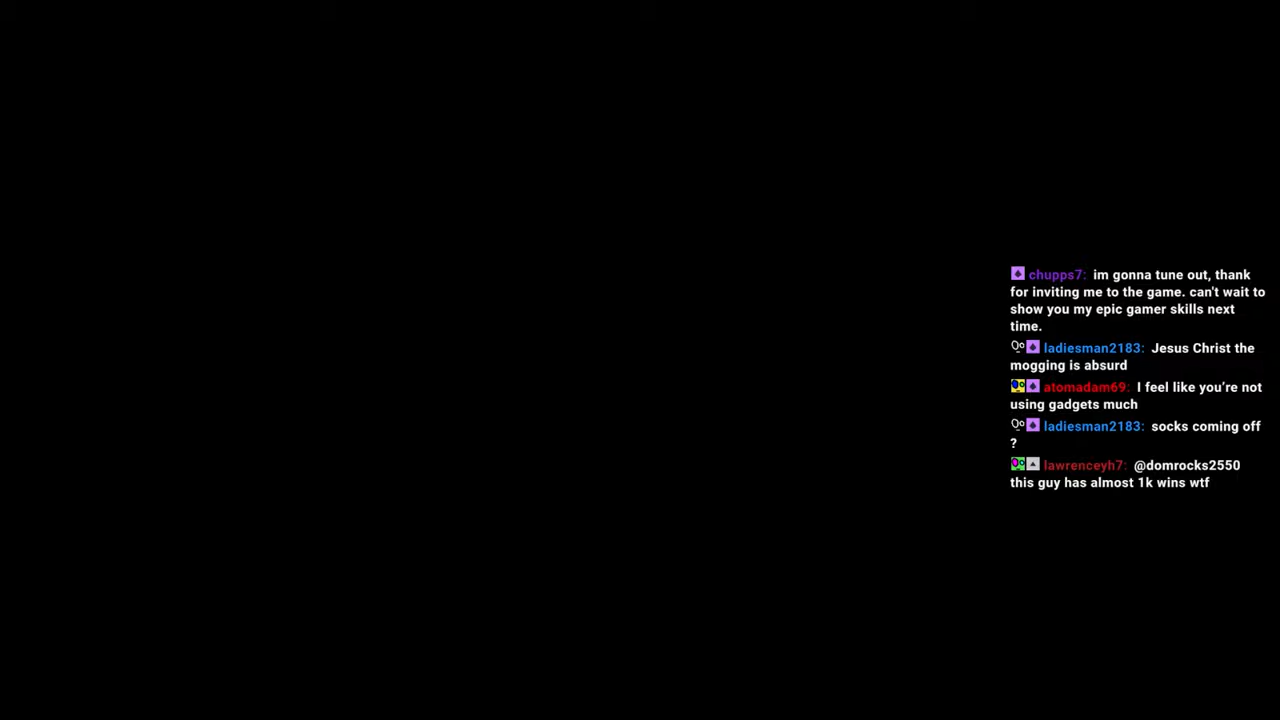 chupps7: im gonna tune out, thank
for inviting me to the game. can't wait to
show you my epic gamer skills next
time.
ladiesman2183: Jesus Christ the
mogging is absurd
atomadam69: I feel like you’re not
using gadgets much
ladiesman2183: socks coming off
?
lawrenceyh7: @domrocks2550
this guy has almost 1k wins wtf